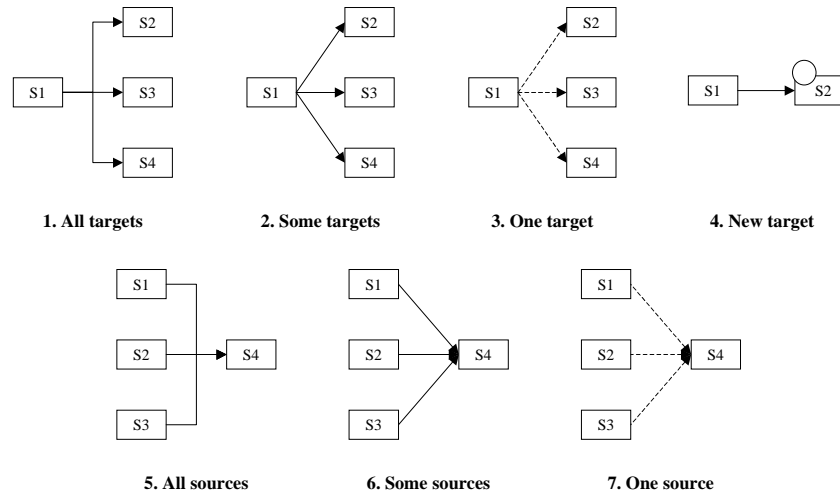 S2
S1
S3
S4
1. All targets
S2
S1
S3
S4
2. Some targets
S2
S1
S3
S4
3. One target
S1
S2
4. New target
S1
S2
S4
S3
5. All sources
S1
S2
S4
S3
6. Some sources
S1
S2
S4
S3
7. One source